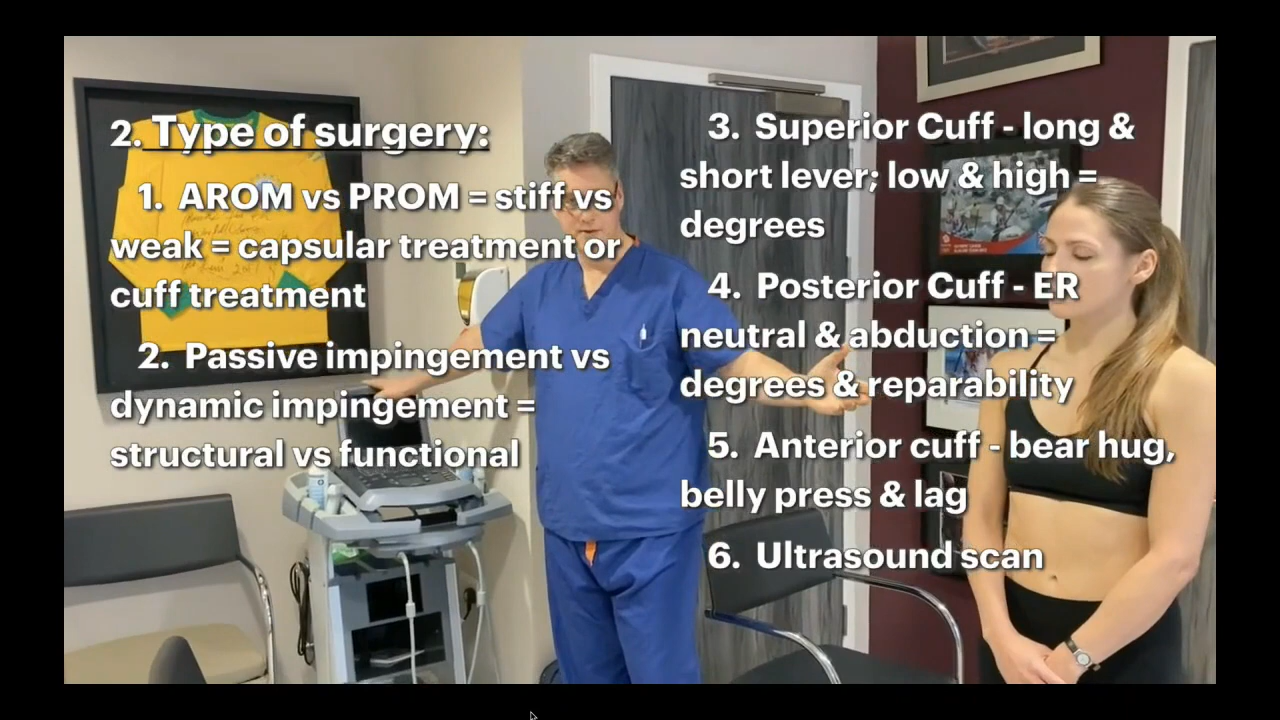 2. Type of surgery:
1. AROM vs PROM = stiff vs
weak = capsular treatment or
cuff treatment
2. Passive impingement vs
dynamic impingement =
structural vs functional
3. Superior Cuff - long &
short lever; low & high =
degrees
4. Posterior Cuff - ER
neutral & abduction =
degrees & reparability
5. Anterior cuff - bear hug,
belly press & lag
6. Ultrasound scan